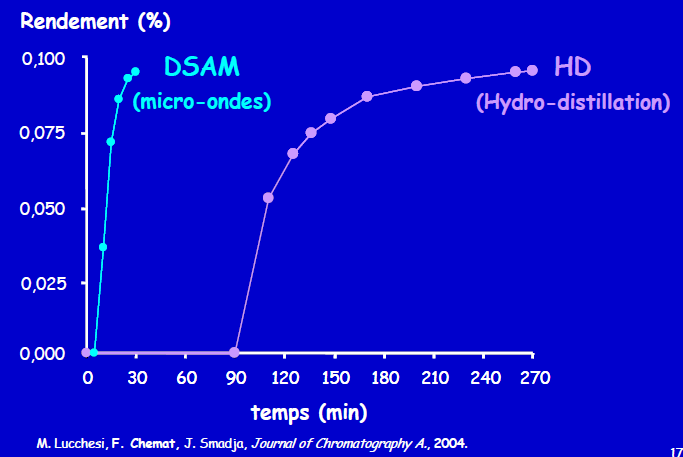 Rendement (%)
0,100
DSAM
HD
(micro-ondes)
(Hydro-distillation)
0,075
0,050
0,025
0,000
0 30 60 90 120 150 180 210 240 270
temps (min)
M. Lucchesi, F. Chemat, J. Smadja, Journal of Chromatography A., 2004.
17